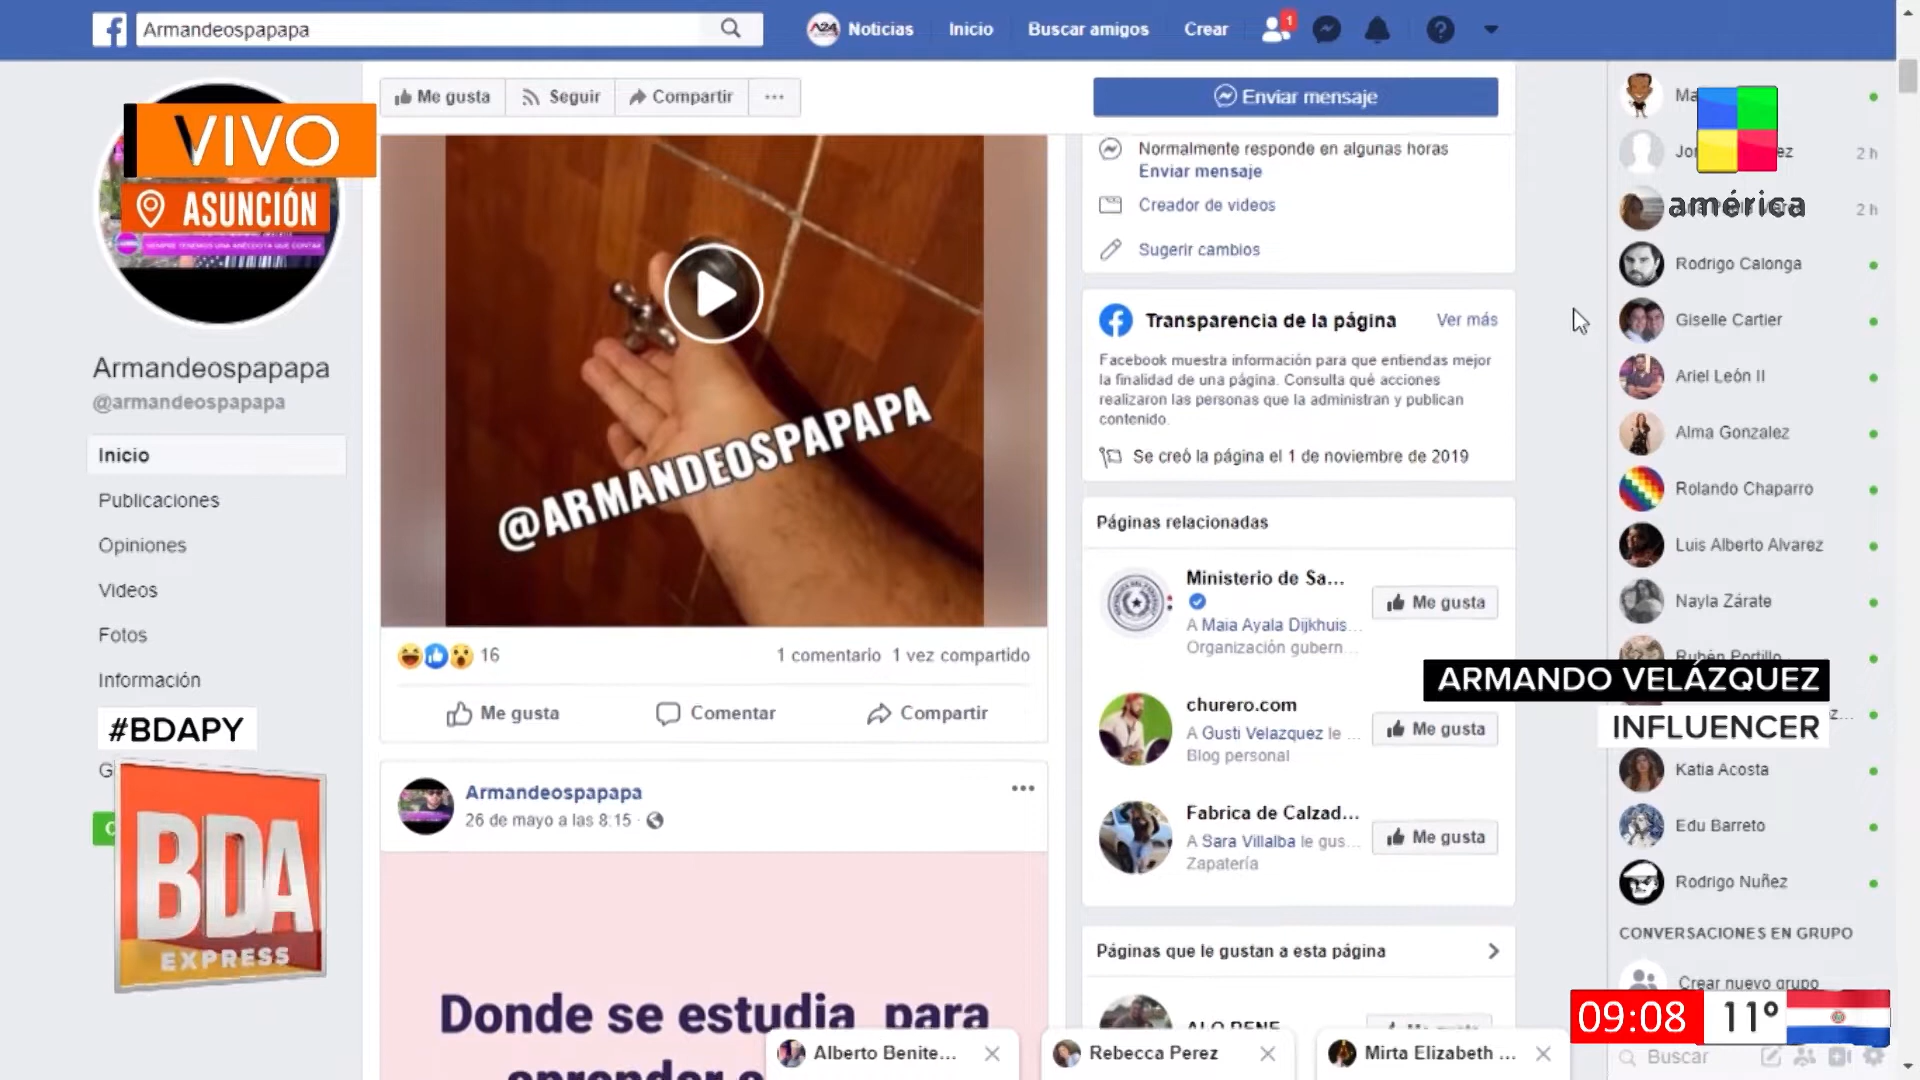 Armandeospapapa
A24
Noticias
Inicio
Buscar amigos
Crear
1
Me gusta
Seguir
Compartir
Enviar mensaje
VIVO
ASUNCIÓN
SIEMPRE TENEMOS UNA ANÉCDOTA QUE CONTAR
Armandeospapapa
@armandeospapapa
Inicio
Publicaciones
Opiniones
Videos
Fotos
Información
#BDAPY
BDA
EXPRESS
@ARMANDEOSPAPAPA
16
1 comentario 1 vez compartido
Me gusta
Comentar
Compartir
Armandeospapapa
26 de mayo a las 8:15 ·
Donde se estudia para
Normalmente responde en algunas horas
Enviar mensaje
Creador de videos
Sugerir cambios
Transparencia de la página
Ver más
Facebook muestra información para que entiendas mejor
la finalidad de una página. Consulta qué acciones
realizaron las personas que la administran y publican
contenido.
Se creó la página el 1 de noviembre de 2019
Páginas relacionadas
Ministerio de Sa...
A Maia Ayala Dijkhuis...
Organización gubern...
Me gusta
churero.com
A Gusti Velazquez le ...
Blog personal
Me gusta
Fabrica de Calzad...
A Sara Villalba le gus...
Zapatería
Me gusta
Páginas que le gustan a esta página
Alberto Benite...
Rebecca Perez
Mirta Elizabeth ...
américa
2 h
2 h
Rodrigo Calonga
Giselle Cartier
Ariel León II
Alma Gonzalez
Rolando Chaparro
Luis Alberto Alvarez
Nayla Zárate
Rubén Portillo
ARMANDO VELÁZQUEZ
INFLUENCER
Katia Acosta
Edu Barreto
Rodrigo Nuñez
CONVERSACIONES EN GRUPO
Crear nuevo grupo
09:08
11°
Buscar